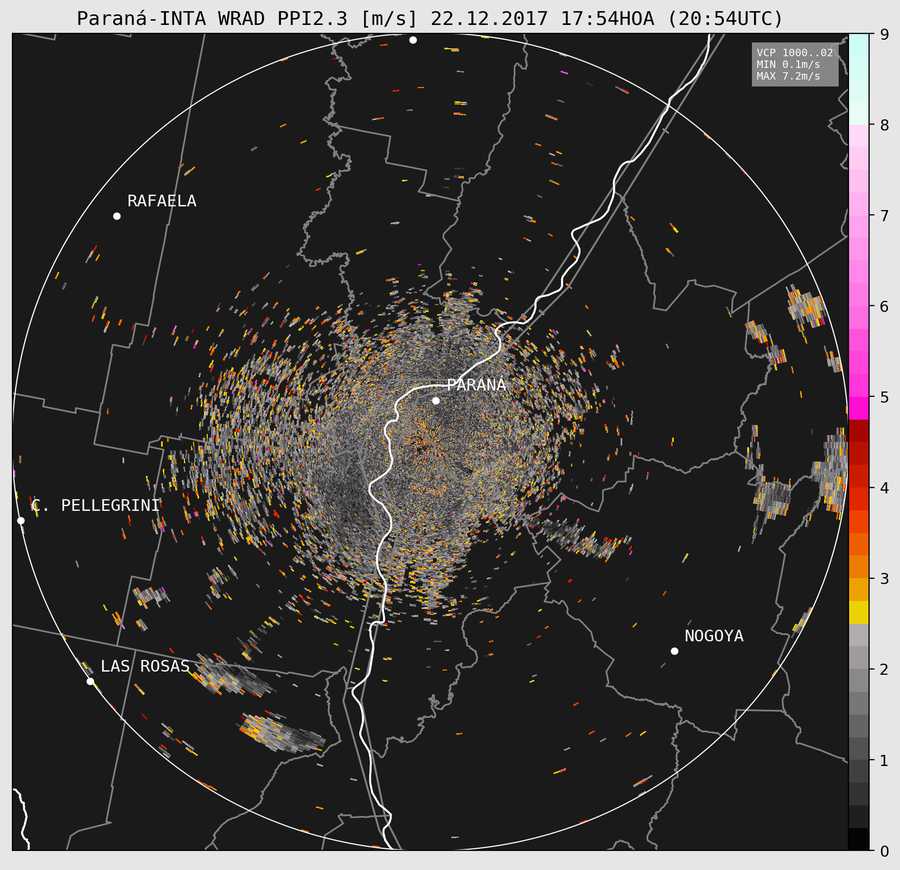 Paraná-INTA WRAD PPI2.3 [m/s] 22.12.2017 17:54HOA (20:54UTC)
VCP 1000..02
MIN 0.1m/s
MAX 7.2m/s
RAFAELA
PARANA
C. PELLEGRINI
NOGOYA
LAS ROSAS
9
8
7
6
5
4
3
2
1
0